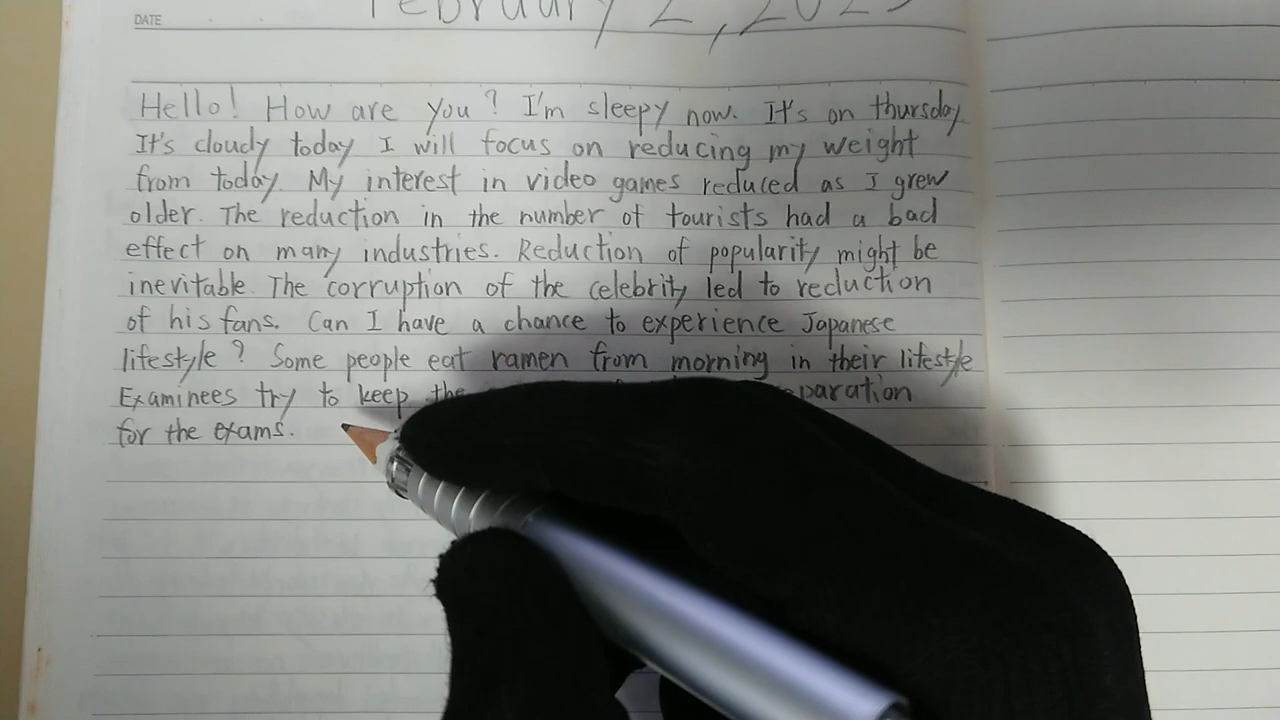 DATE
February 2, 2023
Hello! How are you? I'm sleepy now. It's on thursday.
It's cloudy today I will focus on reducing my weight
from today. My interest in video games reduced as I grew
older. The reduction in the number of tourists had a bad
effect on many industries. Reduction of popularity might be
inevitable. The corruption of the celebrity led to reduction
of his fans. Can I have a chance to experience Japanese
lifestyle? Some people eat ramen from morning in their lifestyle
Examinees try to keep the
for the exams.